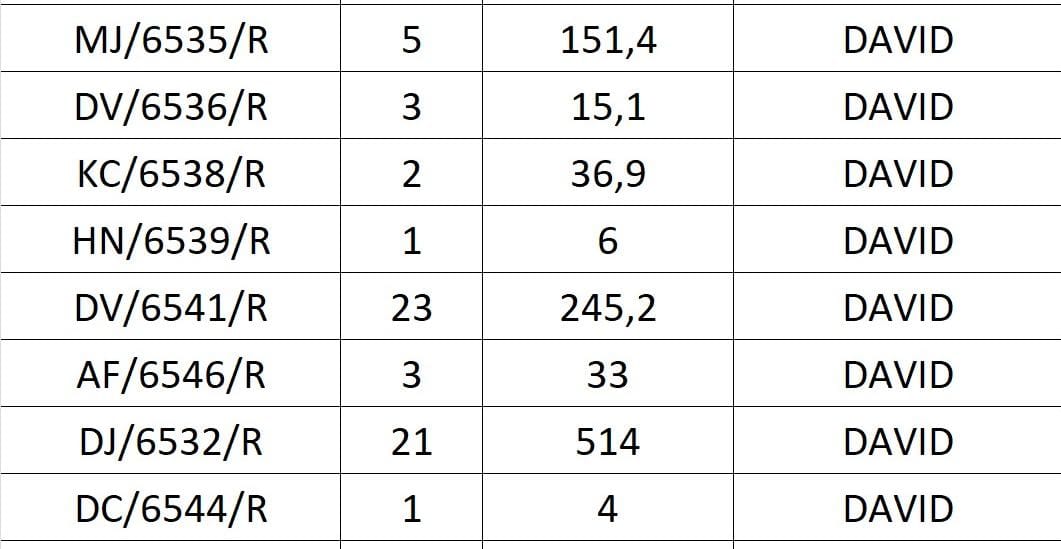 MJ/6535/R 5 151,4 DAVID
DV/6536/R 3 15,1 DAVID
KC/6538/R 2 36,9 DAVID
HN/6539/R 1 6 DAVID
DV/6541/R 23 245,2 DAVID
AF/6546/R 3 33 DAVID
DJ/6532/R 21 514 DAVID
DC/6544/R 1 4 DAVID